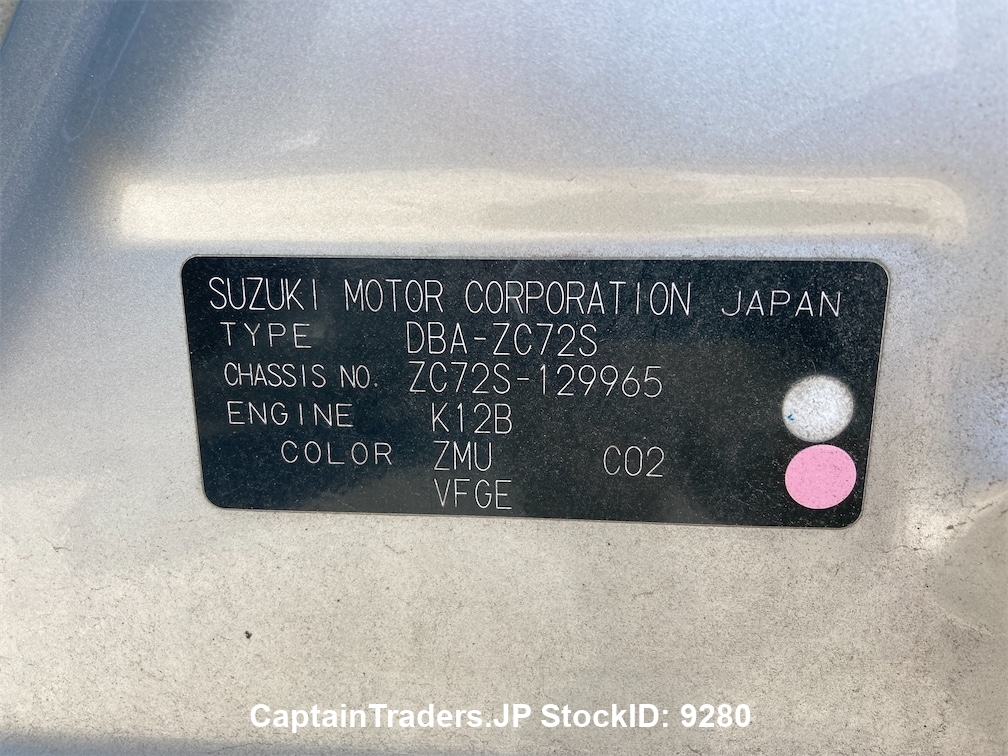 SUZUKI MOTOR CORPORATION JAPAN
TYPE DBA-ZC72S
CHASSIS NO. ZC72S-129965
ENGINE K12B
COLOR ZMU C02
VFGE
CaptainTraders.JP StockID: 9280